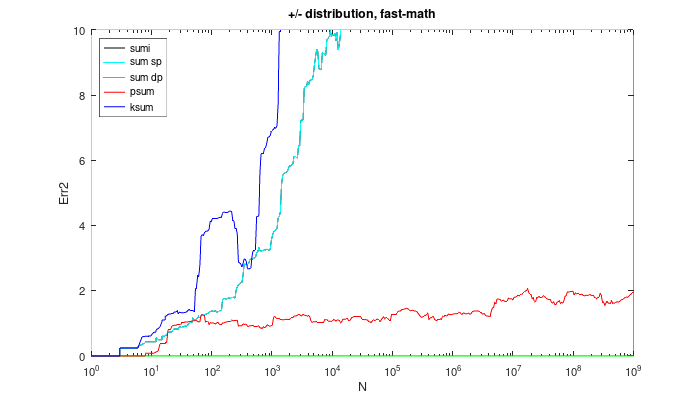 +/- distribution, fast-math
10
8
6
4
2
0
Err2
sumi
sum sp
sum dp
psum
ksum
10^0 10^1 10^2 10^3 10^4 10^5 10^6 10^7 10^8 10^9
N